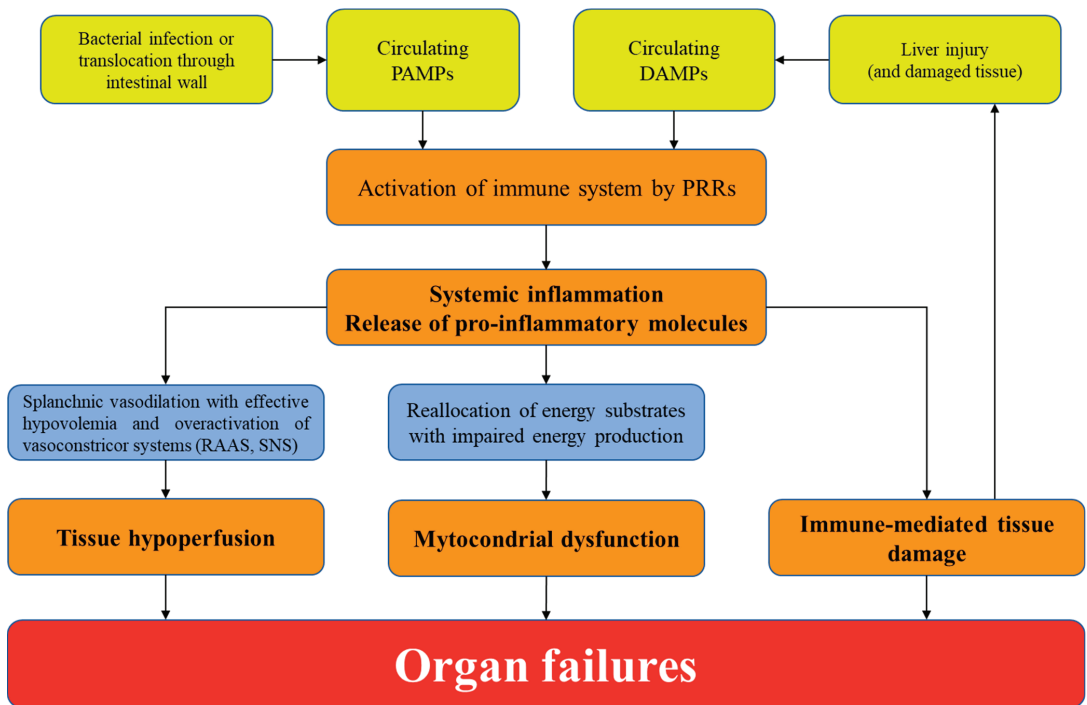 Bacterial infection or
translocation through
intestinal wall
Circulating
PAMPs
Circulating
DAMPs
Liver injury
(and damaged tissue)
Activation of immune system by PRRs
Systemic inflammation
Release of pro-inflammatory molecules
Splanchnic vasodilation with effective
hypovolemia and overactivation of
vasoconstricor systems (RAAS, SNS)
Reallocation of energy substrates
with impaired energy production
Tissue hypoperfusion
Mytocondrial dysfunction
Immune-mediated tissue
damage
Organ failures